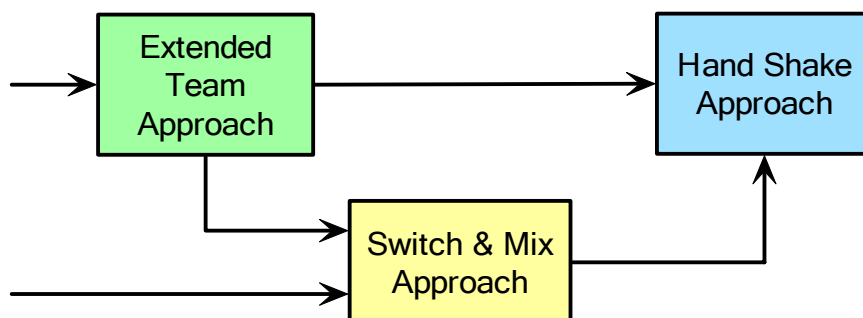 Extended
Team
Approach
Hand Shake
Approach
Switch & Mix
Approach